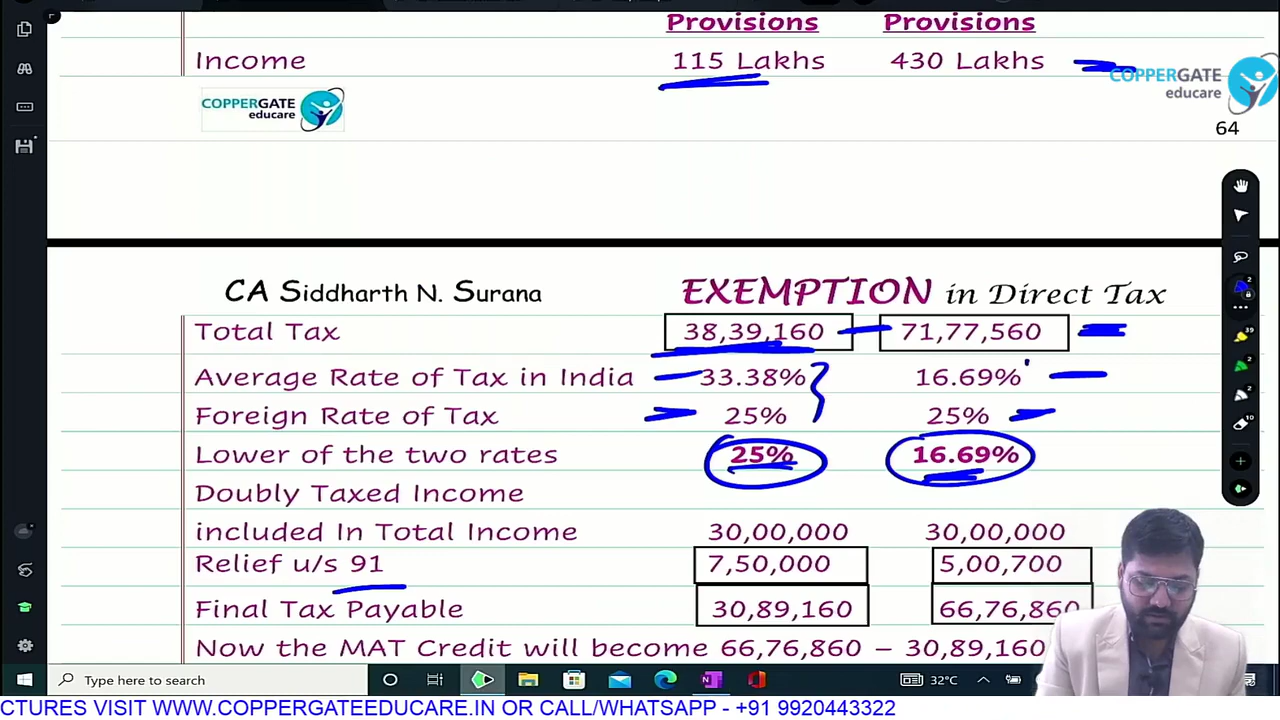 Provisions Provisions
Income 115 Lakhs 430 Lakhs
COPPERGATE educare
COPPERGATE educare
64
CA Siddharth N. Surana EXEMPTION in Direct Tax
Total Tax 38,39,160 71,77,560
Average Rate of Tax in India 33.38% 16.69%
Foreign Rate of Tax 25% 25%
Lower of the two rates 25% 16.69%
Doubly Taxed Income
included In Total Income 30,00,000 30,00,000
Relief u/s 91 7,50,000 5,00,700
Final Tax Payable 30,89,160 66,76,860
Now the MAT Credit will become 66,76,860 – 30,89,160
Type here to search 32°C
CTURES VISIT WWW.COPPERGATEEDUCARE.IN OR CALL/WHATSAPP - +91 9920443322